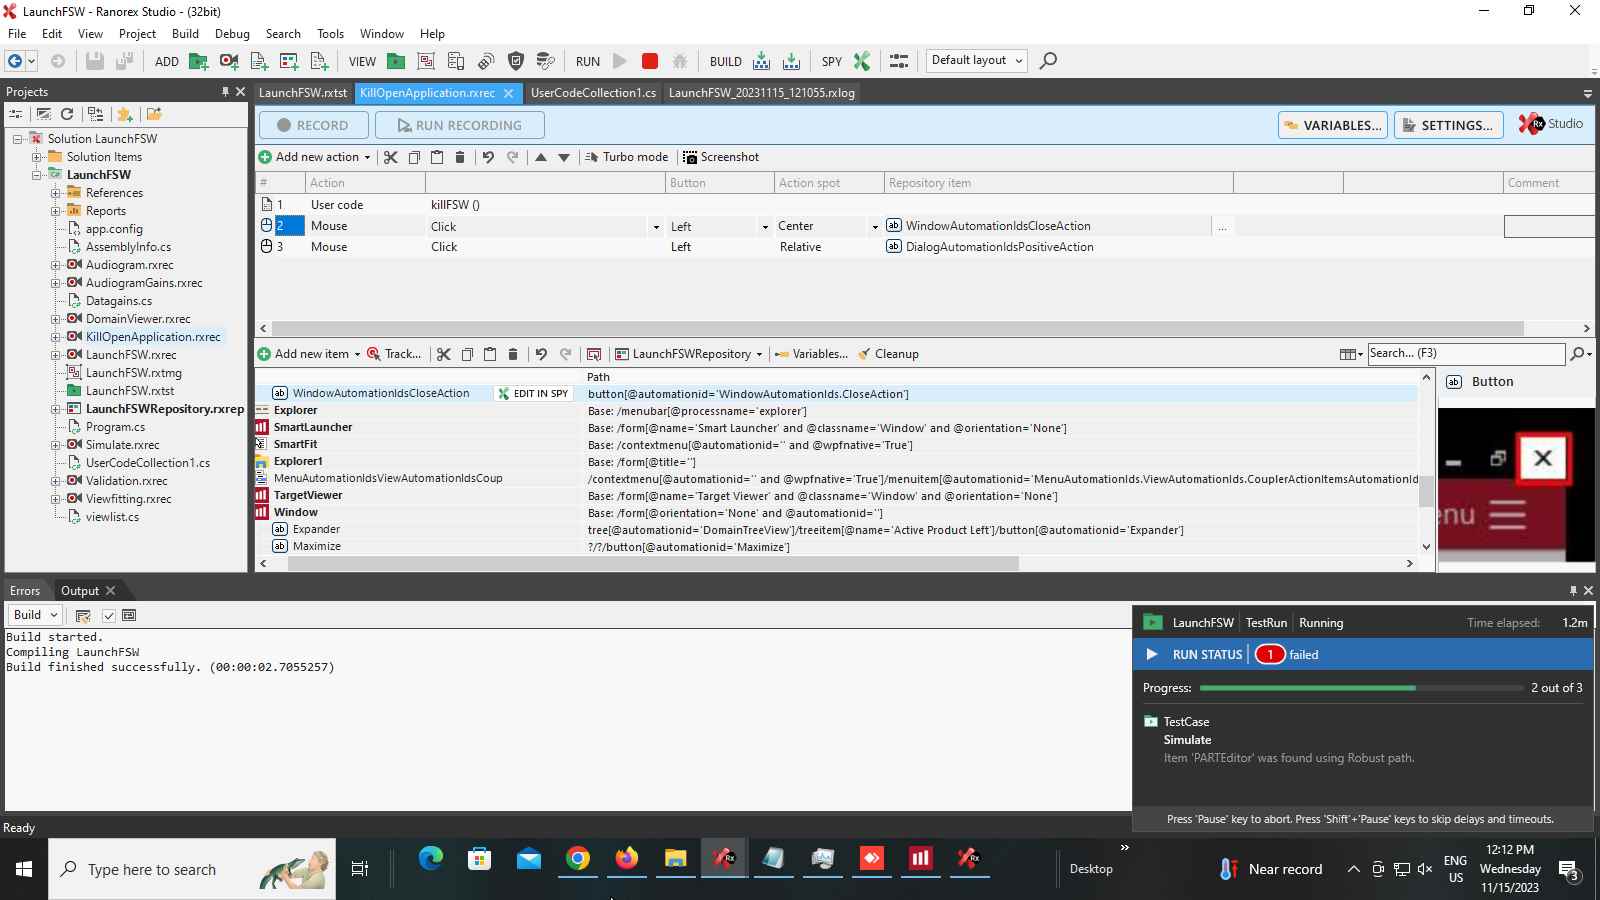 LaunchFSW - Ranorex Studio - (32bit)
File Edit View Project Build Debug Search Tools Window Help
ADD VIEW RUN BUILD SPY Default layout
Projects
LaunchFSW.rxtst KillOpenApplication.rxrec UserCodeCollection1.cs LaunchFSW_20231115_121055.rxlog
RECORD RUN RECORDING VARIABLES... SETTINGS... Rx Studio
Add new action Turbo mode Screenshot
# Action Button Action spot Repository item Comment
1 User code killFSW ()
2 Mouse Click Left Center WindowAutomationIdsCloseAction ...
3 Mouse Click Left Relative DialogAutomationIdsPositiveAction
Solution LaunchFSW
Solution Items
LaunchFSW
References
Reports
app.config
AssemblyInfo.cs
Audiogram.rxrec
AudiogramGains.rxrec
Datagains.cs
DomainViewer.rxrec
KillOpenApplication.rxrec
LaunchFSW.rxrec
LaunchFSW.rxtmg
LaunchFSW.rxtst
LaunchFSWRepository.rxrep
Program.cs
Simulate.rxrec
UserCodeCollection1.cs
Validation.rxrec
Viewfitting.rxrec
viewlist.cs
Add new item Track... LaunchFSWRepository Variables... Cleanup Search... (F3)
Path
WindowAutomationIdsCloseAction EDIT IN SPY button[@automationid='WindowAutomationIds.CloseAction']
Explorer Base: /menubar[@processname='explorer']
SmartLauncher Base: /form[@name='Smart Launcher' and @classname='Window' and @orientation='None']
SmartFit Base: /contextmenu[@automationid='' and @wpfnative='True']
Explorer1 Base: /form[@title='']
MenuAutomationIdsViewAutomationIdsCoup /contextmenu[@automationid='' and @wpfnative='True']/menuitem[@automationid='MenuAutomationIds.ViewAutomationIds.CouplerActionItemsAutomationId
TargetViewer Base: /form[@name='Target Viewer' and @classname='Window' and @orientation='None']
Window Base: /form[@orientation='None' and @automationid='']
Expander tree[@automationid='DomainTreeView']/treeitem[@name='Active Product Left']/button[@automationid='Expander']
Maximize ?/?/button[@automationid='Maximize']
Button
enu
Errors Output
Build
Build started.
Compiling LaunchFSW
Build finished successfully. (00:00:02.7055257)
LaunchFSW TestRun Running Time elapsed: 1.2m
RUN STATUS 1 failed
Progress: 2 out of 3
TestCase
Simulate
Item 'PARTEditor' was found using Robust path.
Press 'Pause' key to abort. Press 'Shift'+'Pause' keys to skip delays and timeouts.
Ready
Type here to search
Desktop
Near record
ENG
US
12:12 PM
Wednesday
11/15/2023
3